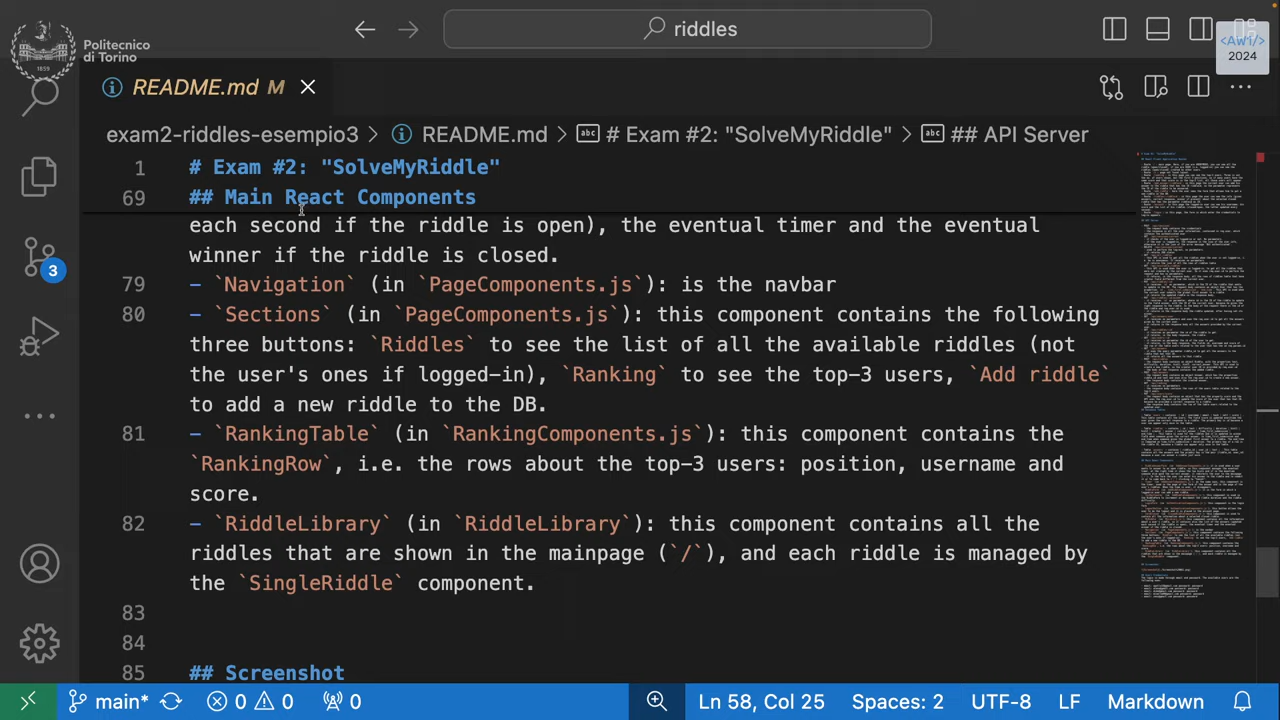 Politecnico
di Torino
1859
riddles
<Aw1/>
2024
README.md M
exam2-riddles-esempio3 > README.md > # Exam #2: "SolveMyRiddle" > ## API Server
1 # Exam #2: "SolveMyRiddle"
69 ## Main React Components
each second if the riddle is open), the eventual timer and the eventual
winner if the riddle is closed.
79 - `Navigation` (in `PageComponents.js`): is the navbar
80 - `Sections` (in `PageComponents.js`): this component contains the following
three buttons: `Riddles` to see the list of all the available riddles (not
the user's ones if logged-in), `Ranking` to see the top-3 users, `Add riddle`
to add a new riddle to the DB.
81 - `RankingTable` (in `RankingComponents.js`): this component contains the
`RankingRow`, i.e. the rows about the top-3 users: position, username and
score.
82 - `RiddleLibrary` (in `RiddleLibrary`): this component contains all the
riddles that are shown in the mainpage (`/`), and each riddle is managed by
the `SingleRiddle` component.
83
84
85 ## Screenshot
3
main* 0 0 0 Ln 58, Col 25 Spaces: 2 UTF-8 LF Markdown